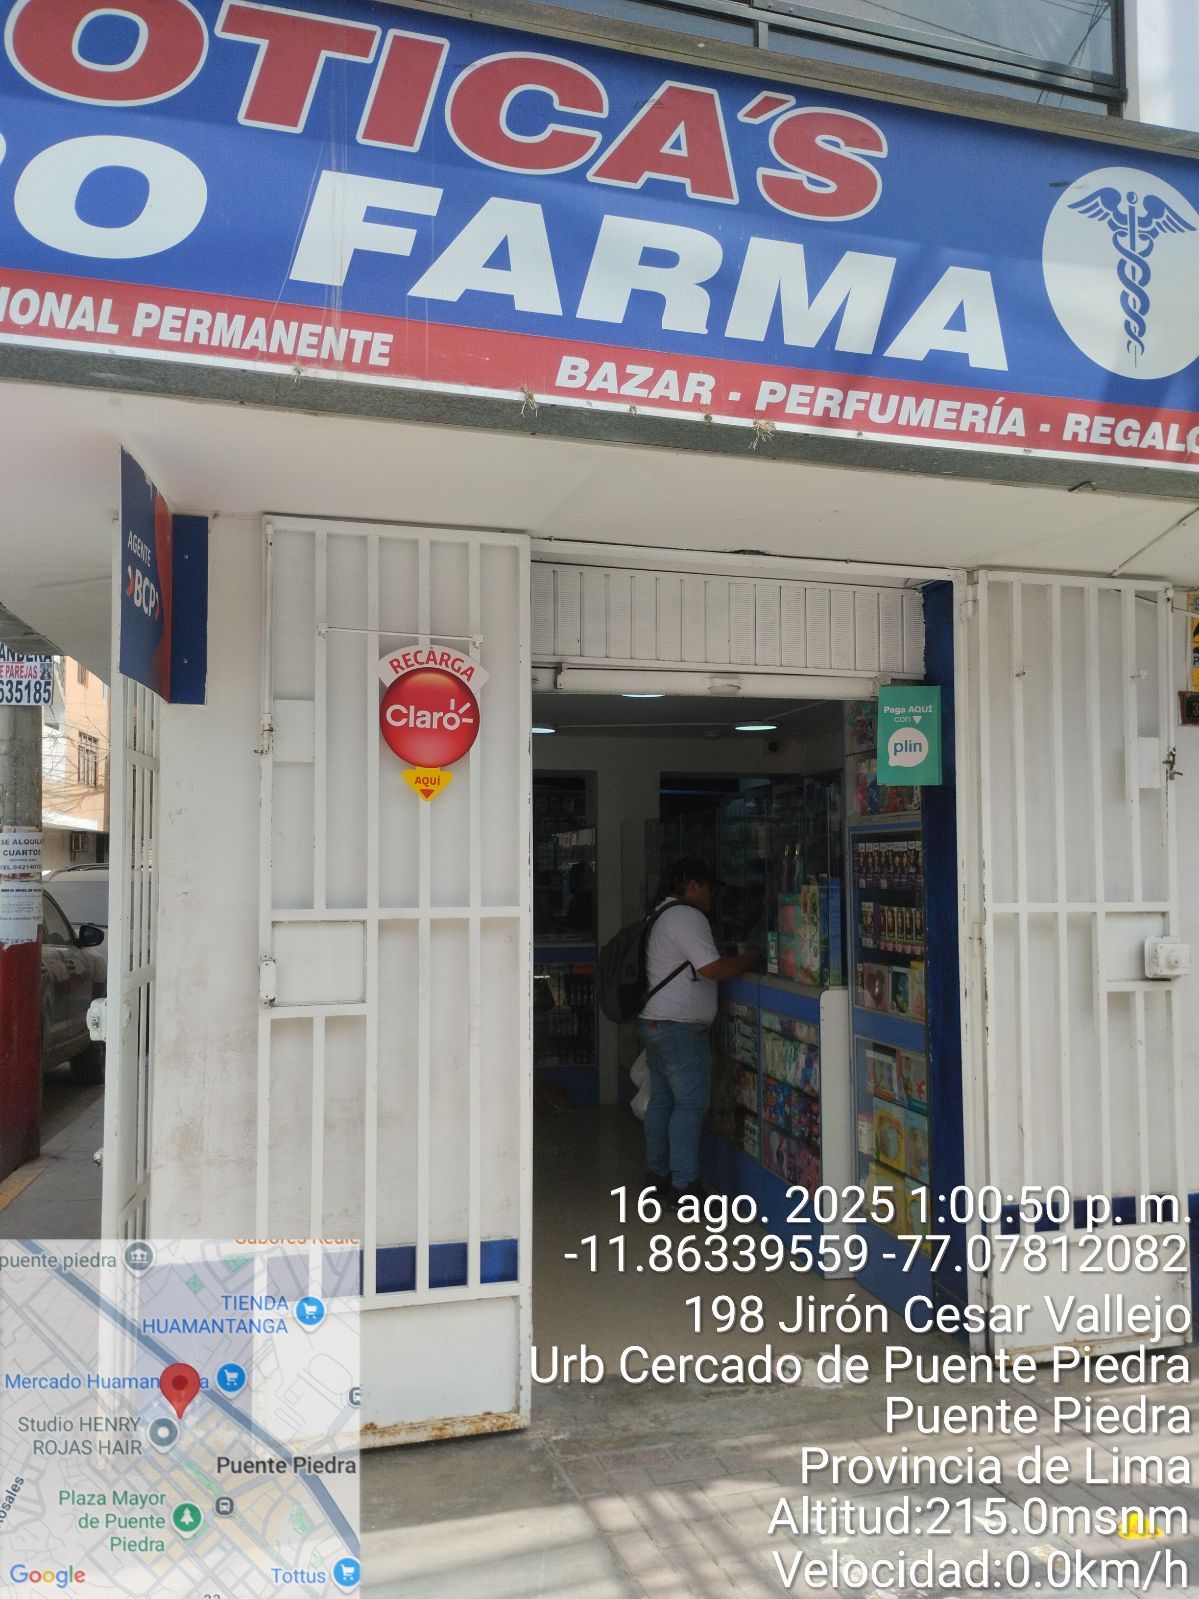 OTICA'S
O FARMA
IONAL PERMANENTE
BAZAR - PERFUMERÍA - REGALO
AGENTE
BCP
RECARGA
Claro
AQUÍ
Paga AQUÍ
con
plin
E PAREJAS
635185
SE ALQUILA
CUARTOS
16 ago. 2025 1:00:50 p. m.
-11.86339559 -77.07812082
198 Jirón Cesar Vallejo
Urb Cercado de Puente Piedra
Puente Piedra
Provincia de Lima
Altitud:215.0msnm
Velocidad:0.0km/h
puente piedra
TIENDA
HUAMANTANGA
Mercado Huaman
Studio HENRY
ROJAS HAIR
Puente Piedra
Plaza Mayor
de Puente
Piedra
Google
Tottus